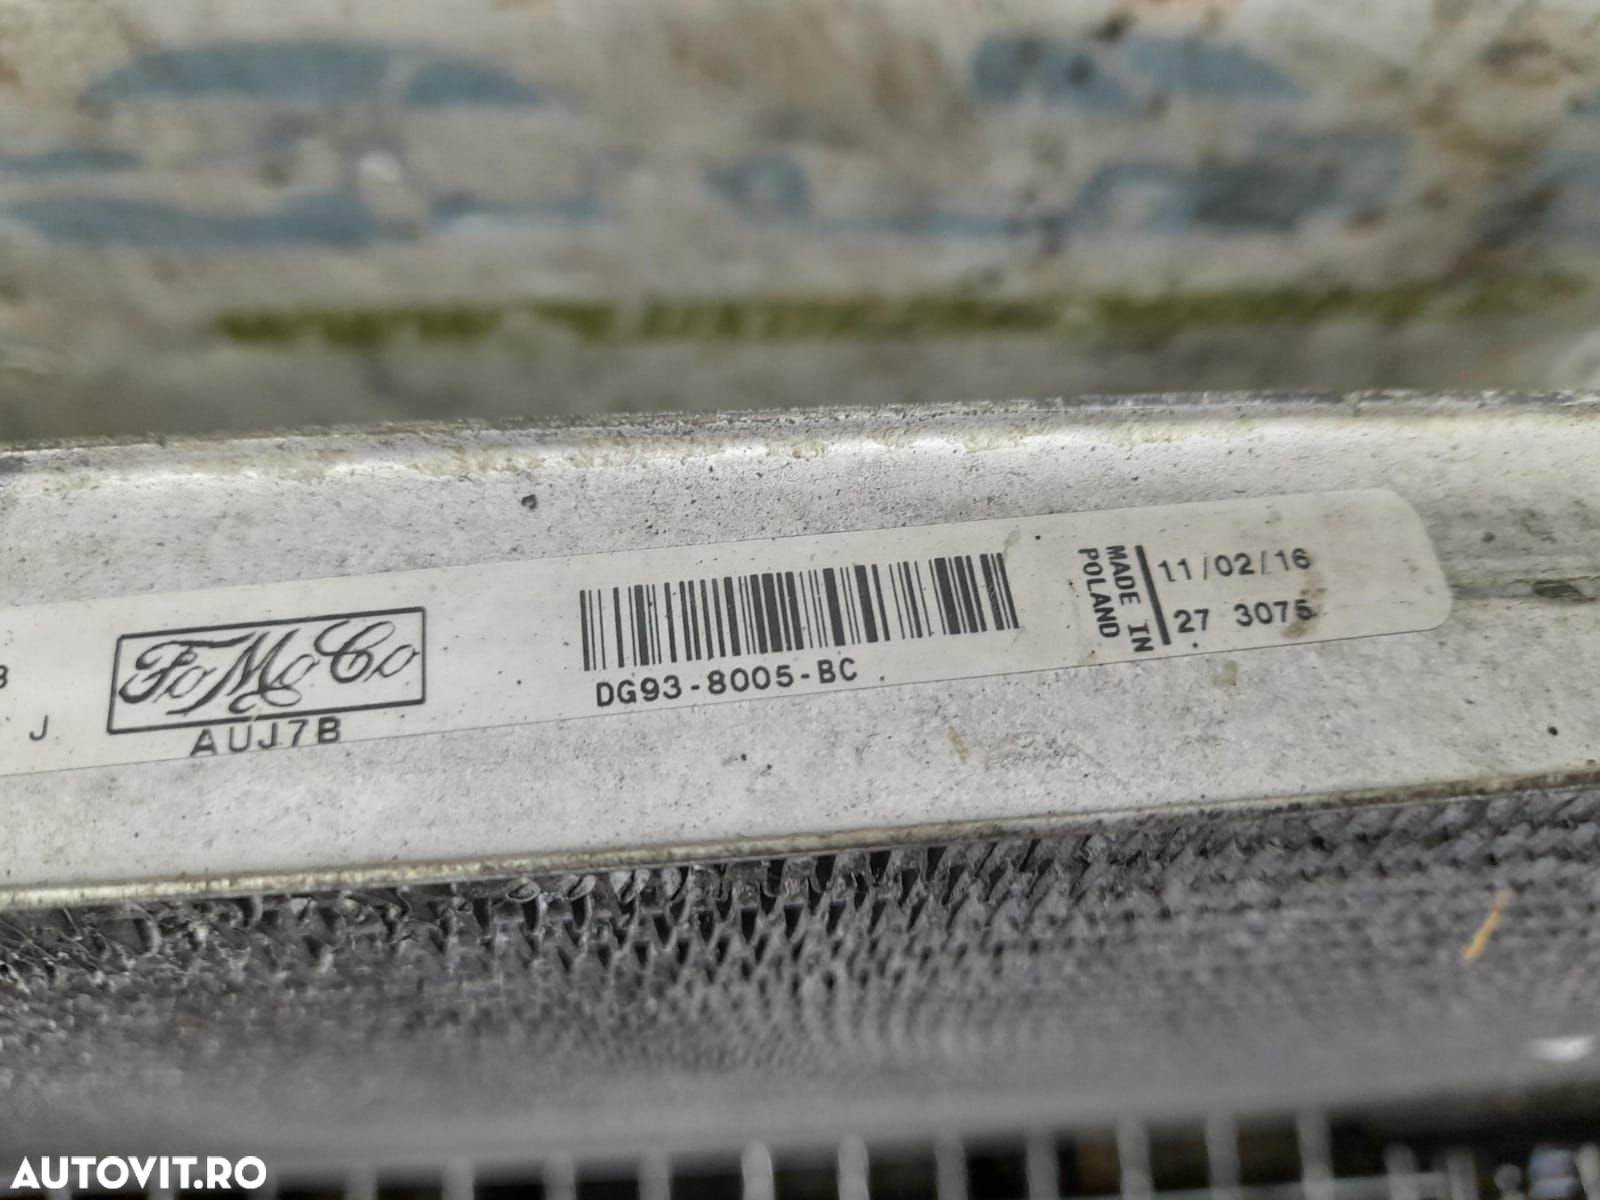 J
FoMoCo
AUJ7B
DG93-8005-BC
MADE IN
POLAND
11/02/16
27 3075
AUTOVIT.RO